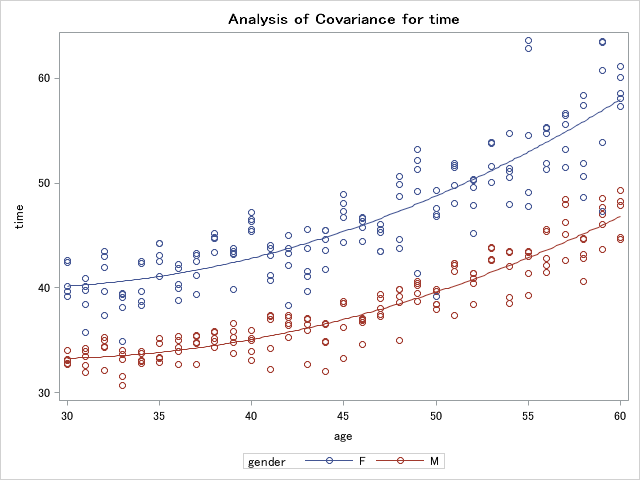 Analysis of Covariance for time
60
50
40
30
time
30 35 40 45 50 55 60
age
gender F M